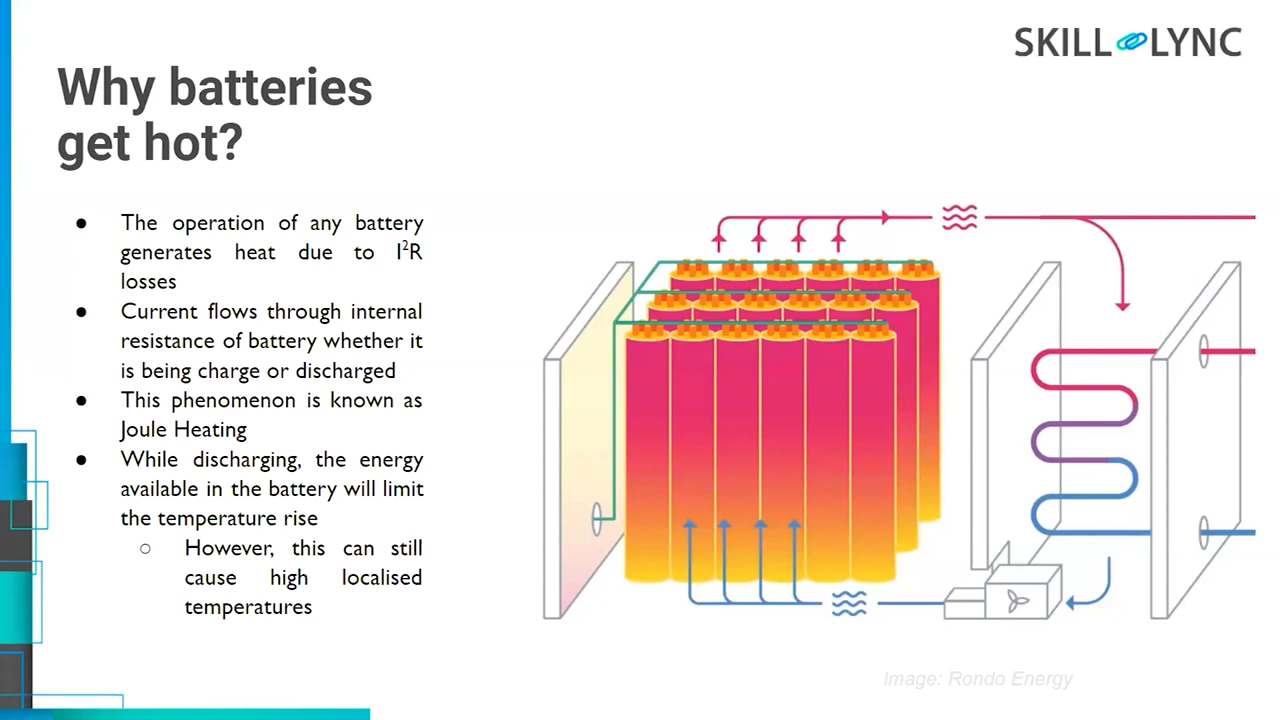 SKILL LYNC
Why batteries
get hot?
● The operation of any battery
generates heat due to I²R
losses
● Current flows through internal
resistance of battery whether it
is being charge or discharged
● This phenomenon is known as
Joule Heating
● While discharging, the energy
available in the battery will limit
the temperature rise
○ However, this can still
cause high localised
temperatures
Image: Rondo Energy